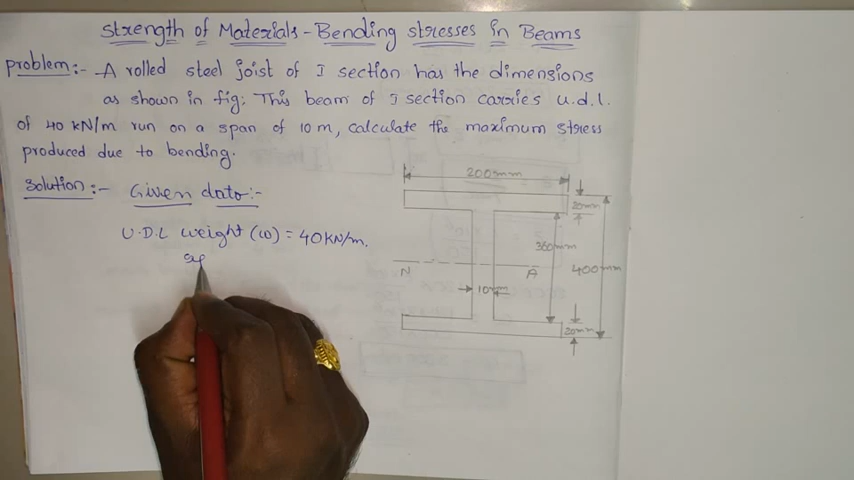 Strength of Materials - Bending stresses in Beams
Problem:- A rolled steel joist of I section has the dimensions
as shown in fig: This beam of I section carries u.d.l.
of 40 kN/m run on a span of 10 m, calculate the maximum stress
produced due to bending.
Solution:- Given data:-
U.D.L weight (w) = 40 kN/m.
sp
200mm
20mm
360mm
N
A
400mm
10mm
20mm